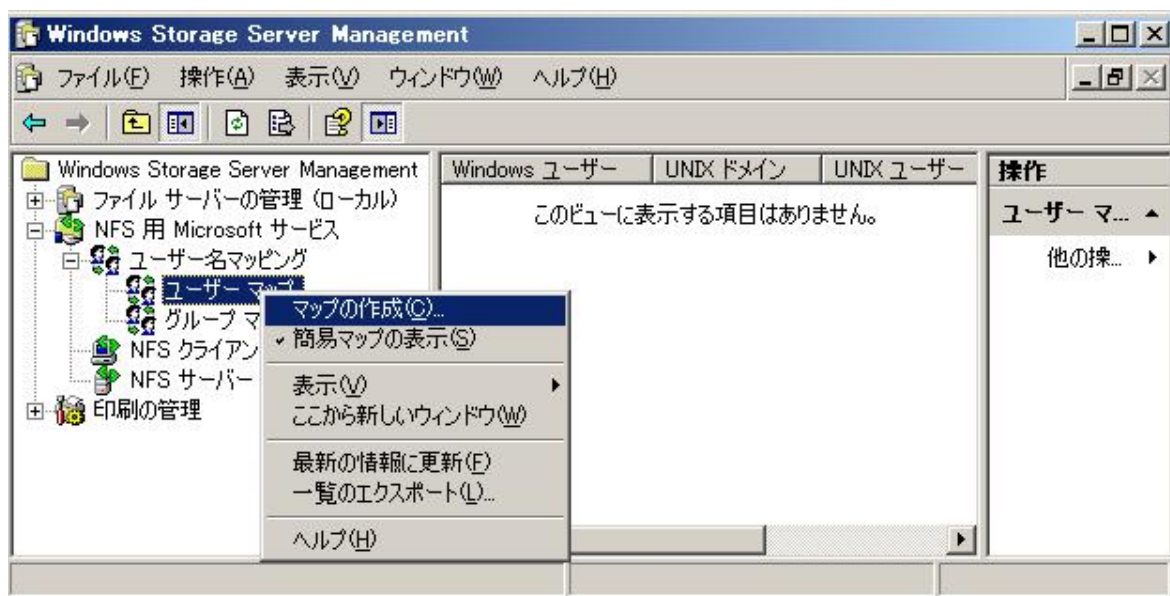 Windows Storage Server Management
ファイル(F) 操作(A) 表示(V) ウィンドウ(W) ヘルプ(H)
Windows Storage Server Management
ファイル サーバーの管理 (ローカル)
NFS 用 Microsoft サービス
ユーザー名マッピング
ユーザー マップ
グループ マ
NFS クライアン
NFS サーバー
印刷の管理
マップの作成(C)...
簡易マップの表示(S)
表示(V)
ここから新しいウィンドウ(W)
最新の情報に更新(F)
一覧のエクスポート(L)...
ヘルプ(H)
Windows ユーザー UNIX ドメイン UNIX ユーザー
このビューに表示する項目はありません。
操作
ユーザー マ...
他の操...